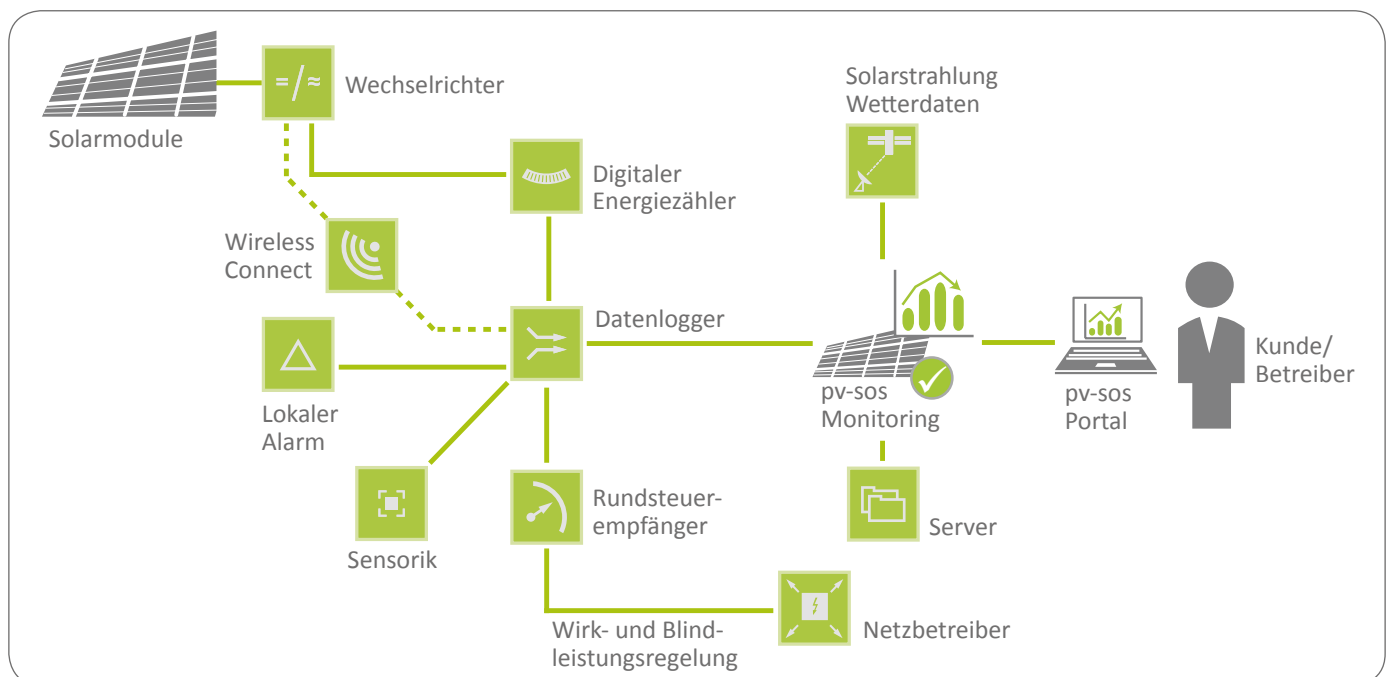 Solarmodule
Wechselrichter
Solarstrahlung
Wetterdaten
Digitaler
Energiezähler
Wireless
Connect
Datenlogger
Lokaler
Alarm
pv-sos
Monitoring
pv-sos
Portal
Kunde/
Betreiber
Sensorik
Rundsteuer-
empfänger
Server
Wirk- und Blind-
leistungsregelung
Netzbetreiber